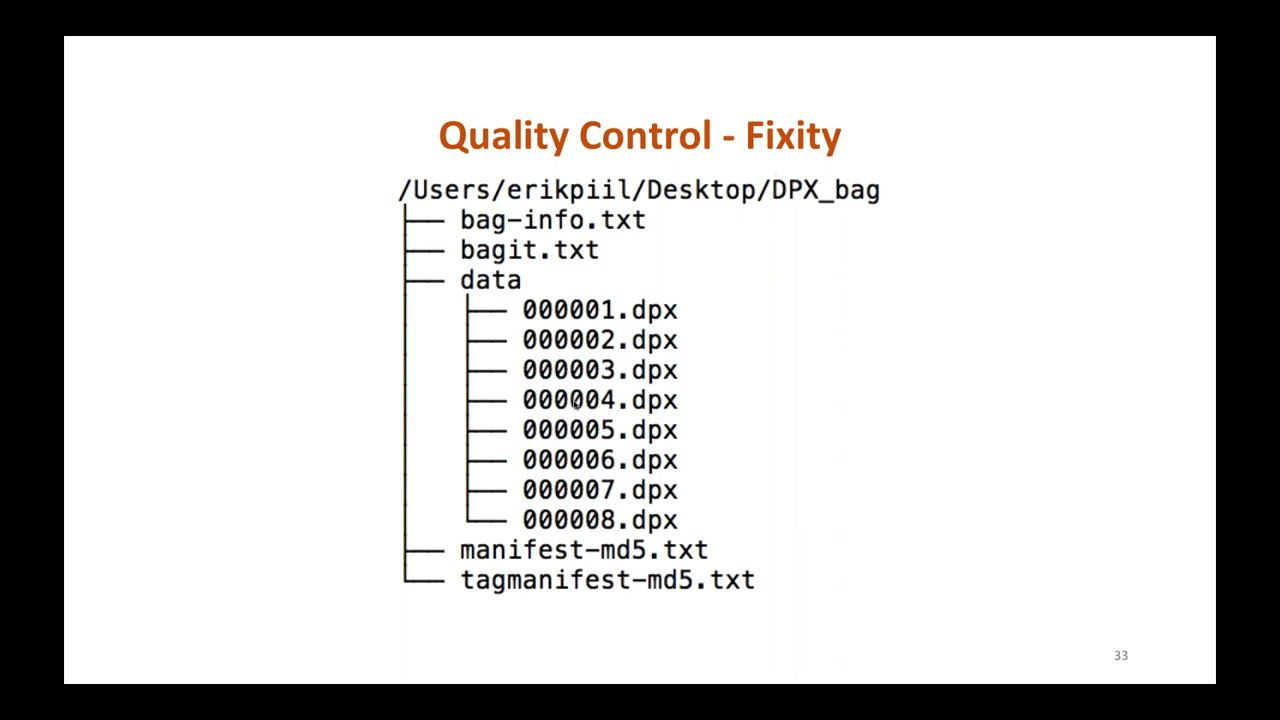 Quality Control - Fixity
/Users/erikpiil/Desktop/DPX_bag
├── bag-info.txt
├── bagit.txt
├── data
│   ├── 000001.dpx
│   ├── 000002.dpx
│   ├── 000003.dpx
│   ├── 000004.dpx
│   ├── 000005.dpx
│   ├── 000006.dpx
│   ├── 000007.dpx
│   └── 000008.dpx
├── manifest-md5.txt
└── tagmanifest-md5.txt
33